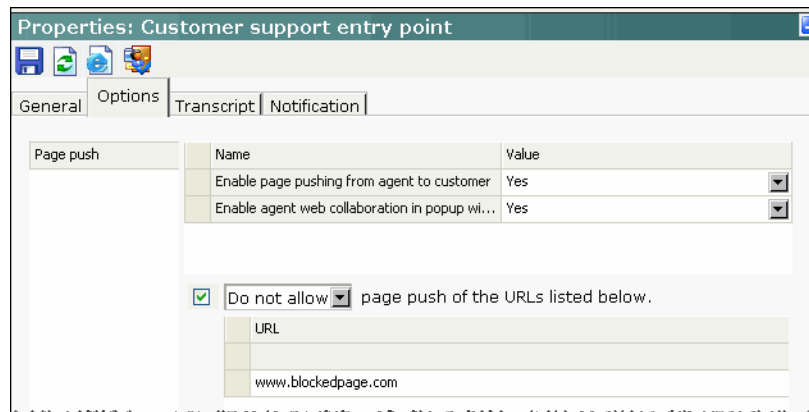 Properties: Customer support entry point
General Options Transcript Notification
Page push
Name Value
Enable page pushing from agent to customer Yes
Enable agent web collaboration in popup wi... Yes
Do not allow page push of the URLs listed below.
URL
www.blockedpage.com